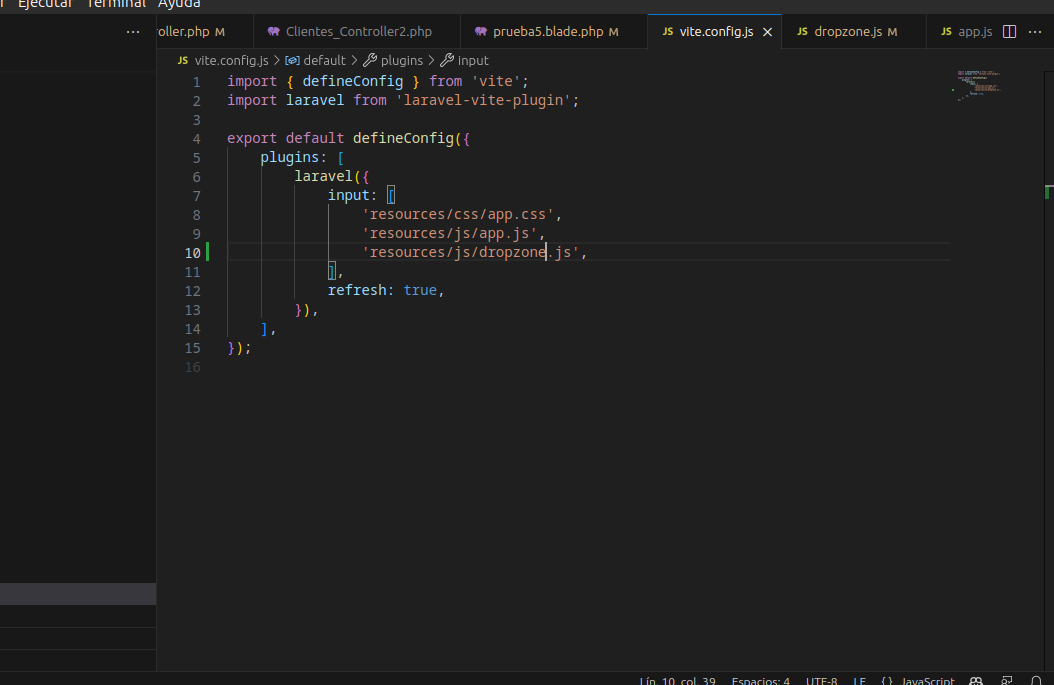 Ejecutar Terminal Ayuda
··· roller.php M Clientes_Controller2.php prueba5.blade.php M JS vite.config.js × JS dropzone.js M JS app.js ···
JS vite.config.js > default > plugins > input
1 import { defineConfig } from 'vite';
2 import laravel from 'laravel-vite-plugin';
3
4 export default defineConfig({
5 plugins: [
6 laravel({
7 input: [
8 'resources/css/app.css',
9 'resources/js/app.js',
10 'resources/js/dropzone.js',
11 ],
12 refresh: true,
13 }),
14 ],
15 });
16
Lín. 10, col. 39 Espacios: 4 UTF-8 LF {} JavaScript